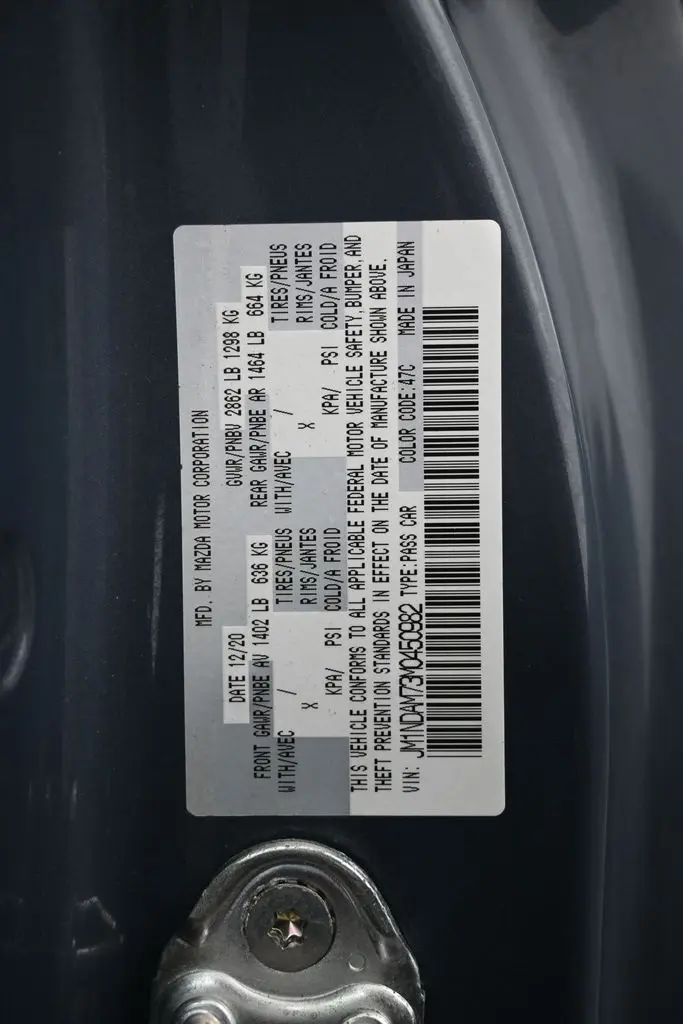 MFD. BY MAZDA MOTOR CORPORATION
DATE 12/20 GVWR/PNBV 2862 LB 1298 KG
FRONT GAWR/PNBE AV 1402 LB 636 KG REAR GAWR/PNBE AR 1464 LB 664 KG
WITH/AVEC / TIRES/PNEUS WITH/AVEC / TIRES/PNEUS
X RIMS/JANTES X RIMS/JANTES
KPA/ PSI COLD/A FROID KPA/ PSI COLD/A FROID
THIS VEHICLE CONFORMS TO ALL APPLICABLE FEDERAL MOTOR VEHICLE SAFETY, BUMPER, AND
THEFT PREVENTION STANDARDS IN EFFECT ON THE DATE OF MANUFACTURE SHOWN ABOVE.
VIN: JM1NDAM73M0450982 TYPE:PASS CAR COLOR CODE:47C MADE IN JAPAN